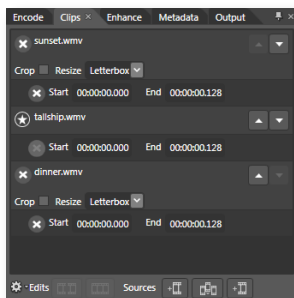 Encode Clips × Enhance Metadata Output
sunset.wmv
Crop Resize Letterbox
Start 00:00:00.000 End 00:00:00.128
tallship.wmv
Start 00:00:00.000 End 00:00:00.128
dinner.wmv
Crop Resize Letterbox
Start 00:00:00.000 End 00:00:00.128
Edits Sources